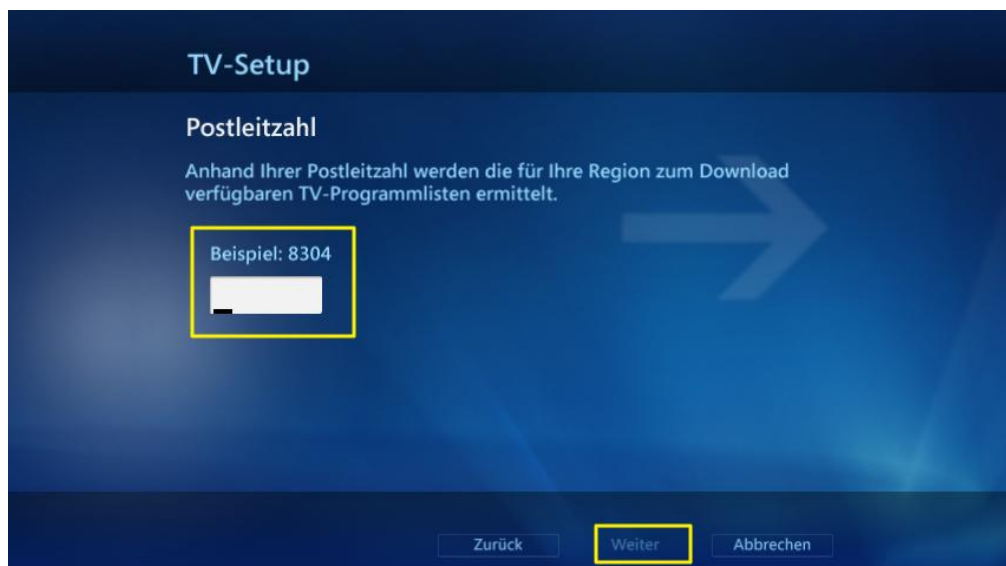 TV-Setup
Postleitzahl
Anhand Ihrer Postleitzahl werden die für Ihre Region zum Download
verfügbaren TV-Programmlisten ermittelt.
Beispiel: 8304
Zurück Weiter Abbrechen